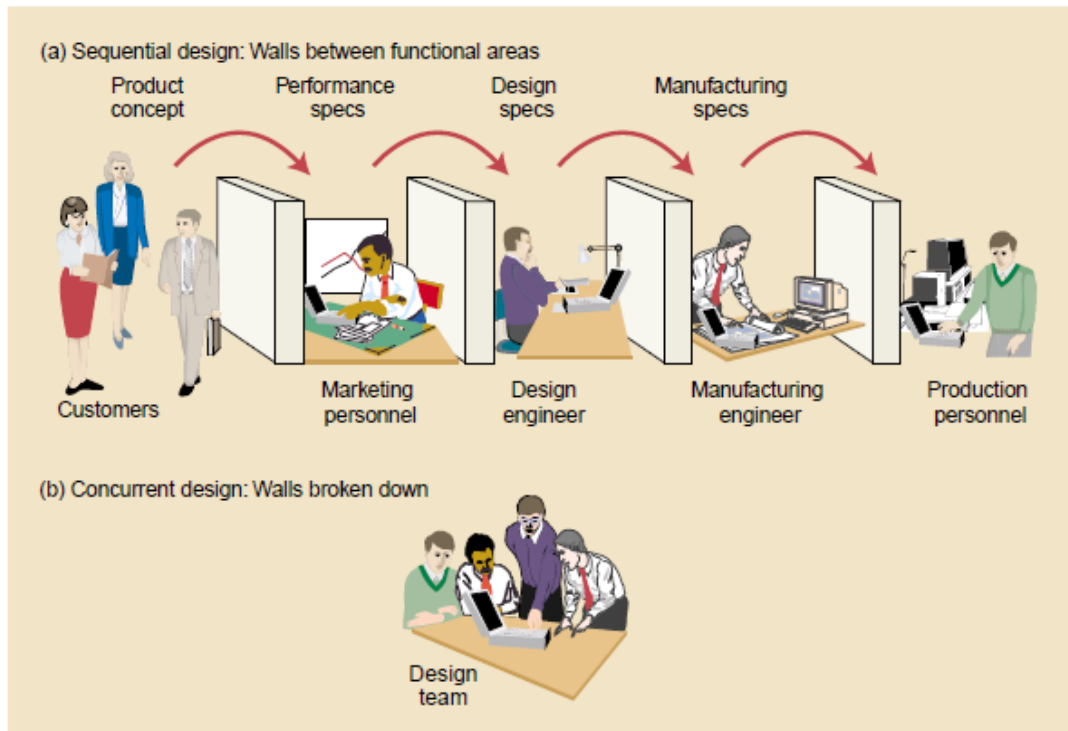 (a) Sequential design: Walls between functional areas
Product
concept
Performance
specs
Design
specs
Manufacturing
specs
Customers
Marketing
personnel
Design
engineer
Manufacturing
engineer
Production
personnel
(b) Concurrent design: Walls broken down
Design
team